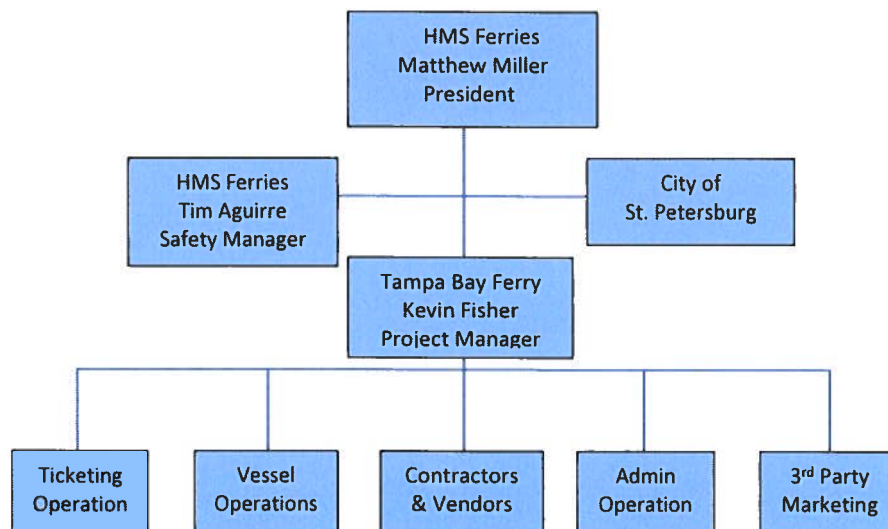 HMS Ferries
Matthew Miller
President
HMS Ferries
Tim Aguirre
Safety Manager
City of
St. Petersburg
Tampa Bay Ferry
Kevin Fisher
Project Manager
Ticketing
Operation
Vessel
Operations
Contractors
& Vendors
Admin
Operation
3rd Party
Marketing